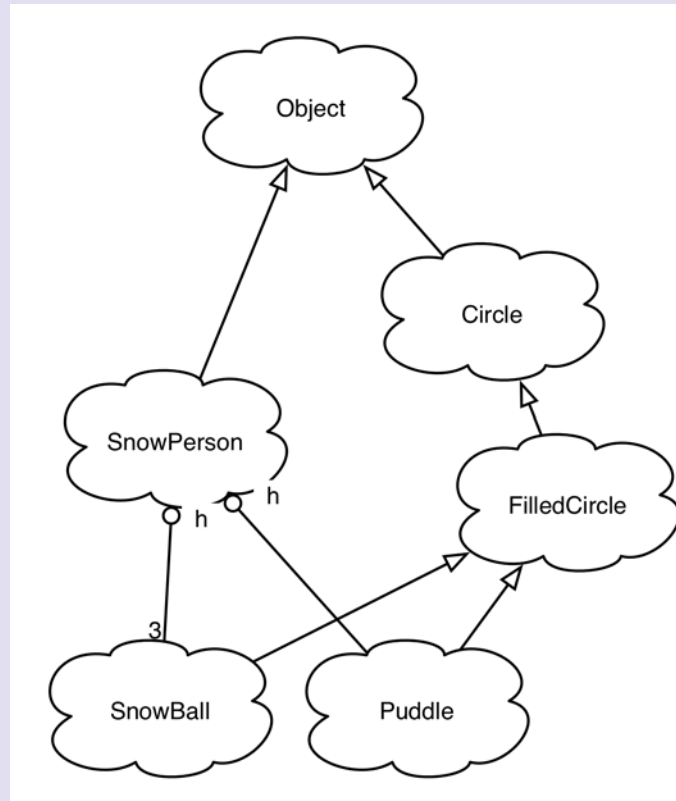 Object
Circle
SnowPerson
h
h
FilledCircle
3
SnowBall
Puddle